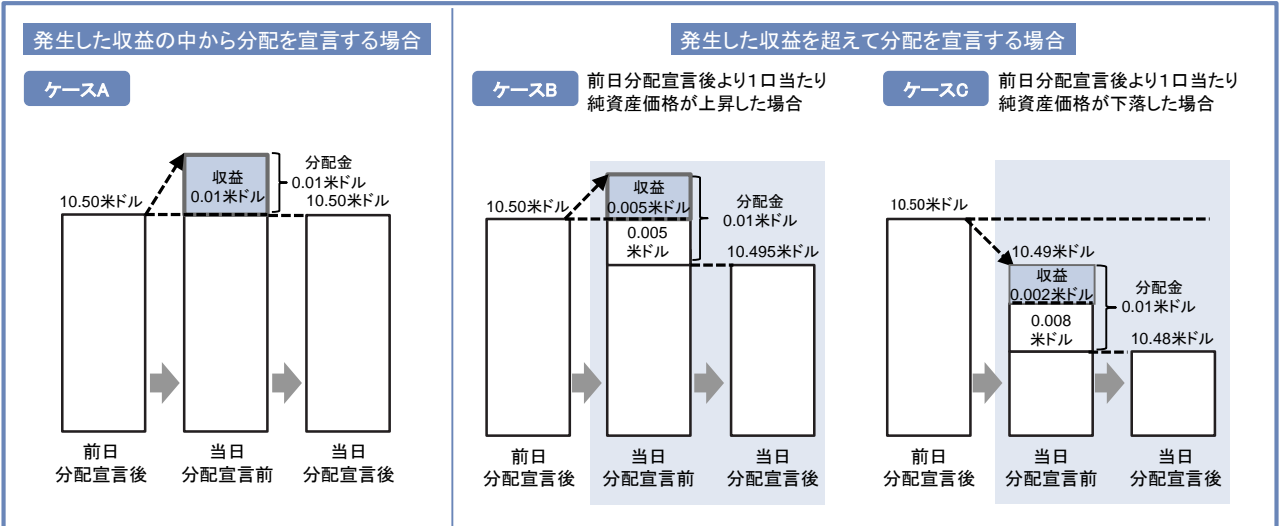 発生した収益の中から分配を宣言する場合
ケースA
10.50米ドル
収益
0.01米ドル
分配金
0.01米ドル
10.50米ドル
前日
分配宣言後
当日
分配宣言前
当日
分配宣言後
発生した収益を超えて分配を宣言する場合
ケースB
前日分配宣言後より1口当たり
純資産価格が上昇した場合
10.50米ドル
収益
0.005米ドル
0.005
米ドル
分配金
0.01米ドル
10.495米ドル
前日
分配宣言後
当日
分配宣言前
当日
分配宣言後
ケースC
前日分配宣言後より1口当たり
純資産価格が下落した場合
10.50米ドル
10.49米ドル
収益
0.002米ドル
0.008
米ドル
分配金
0.01米ドル
10.48米ドル
前日
分配宣言後
当日
分配宣言前
当日
分配宣言後